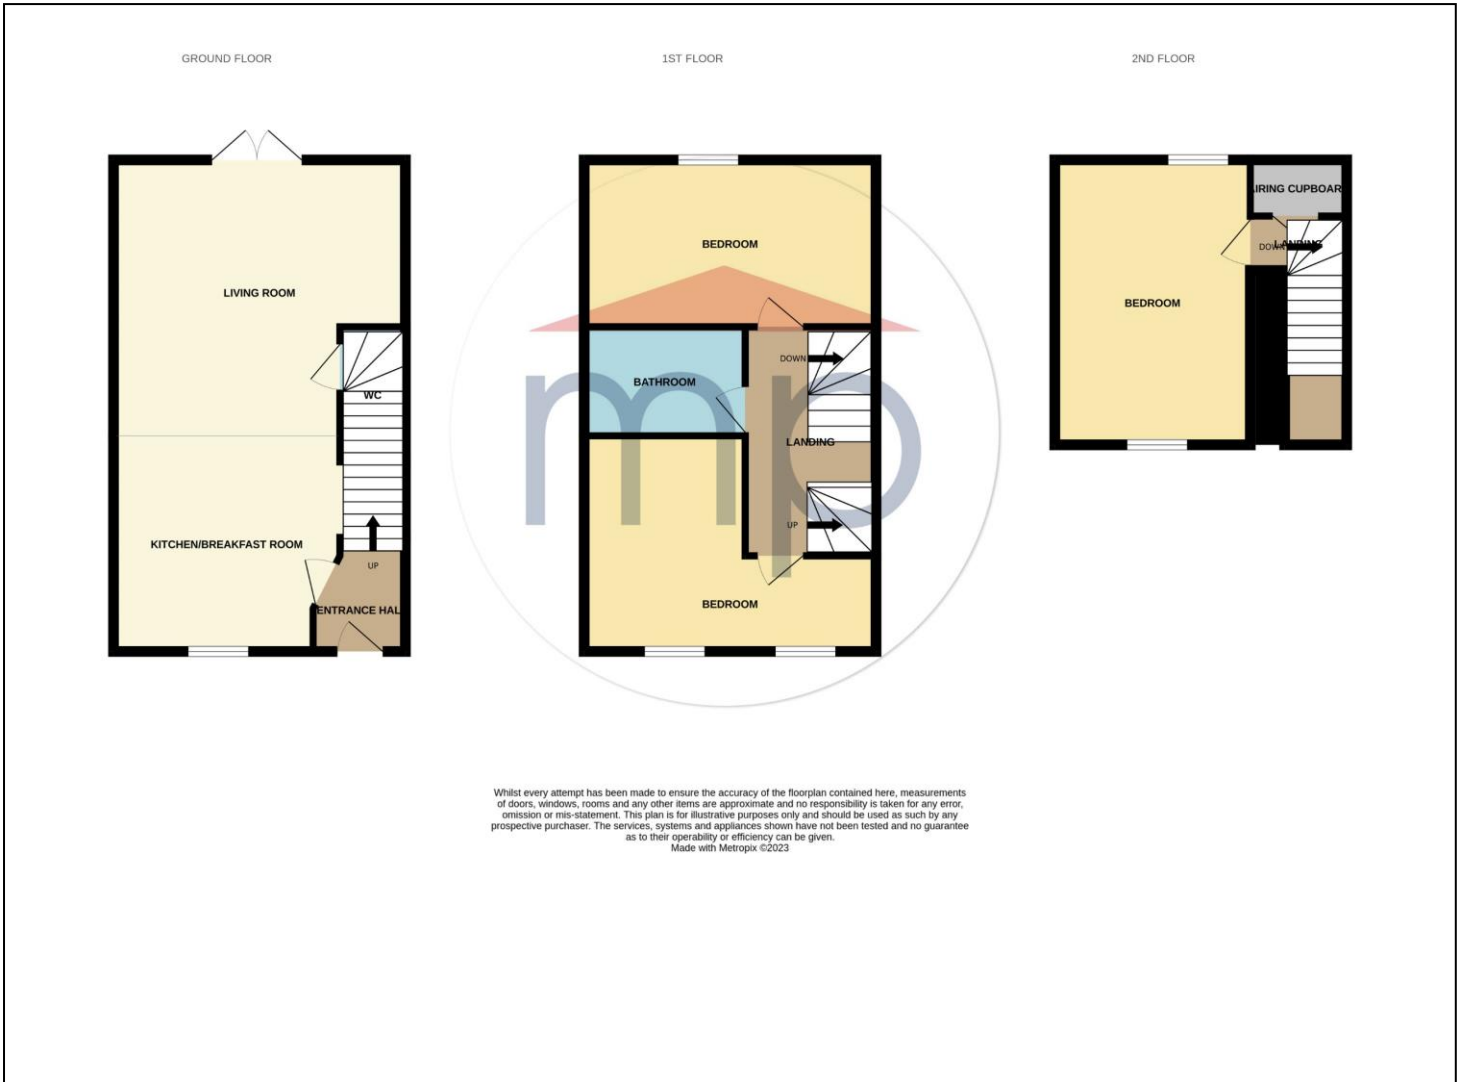 GROUND FLOOR
1ST FLOOR
2ND FLOOR
LIVING ROOM
WC
KITCHEN/BREAKFAST ROOM
UP
ENTRANCE HAL
BEDROOM
BATHROOM
DOWN
LANDING
UP
BEDROOM
mp
AIRING CUPBOAR
LANDING
DOWN
BEDROOM
Whilst every attempt has been made to ensure the accuracy of the floorplan contained here, measurements
of doors, windows, rooms and any other items are approximate and no responsibility is taken for any error,
omission or mis-statement. This plan is for illustrative purposes only and should be used as such by any
prospective purchaser. The services, systems and appliances shown have not been tested and no guarantee
as to their operability or efficiency can be given.
Made with Metropix ©2023